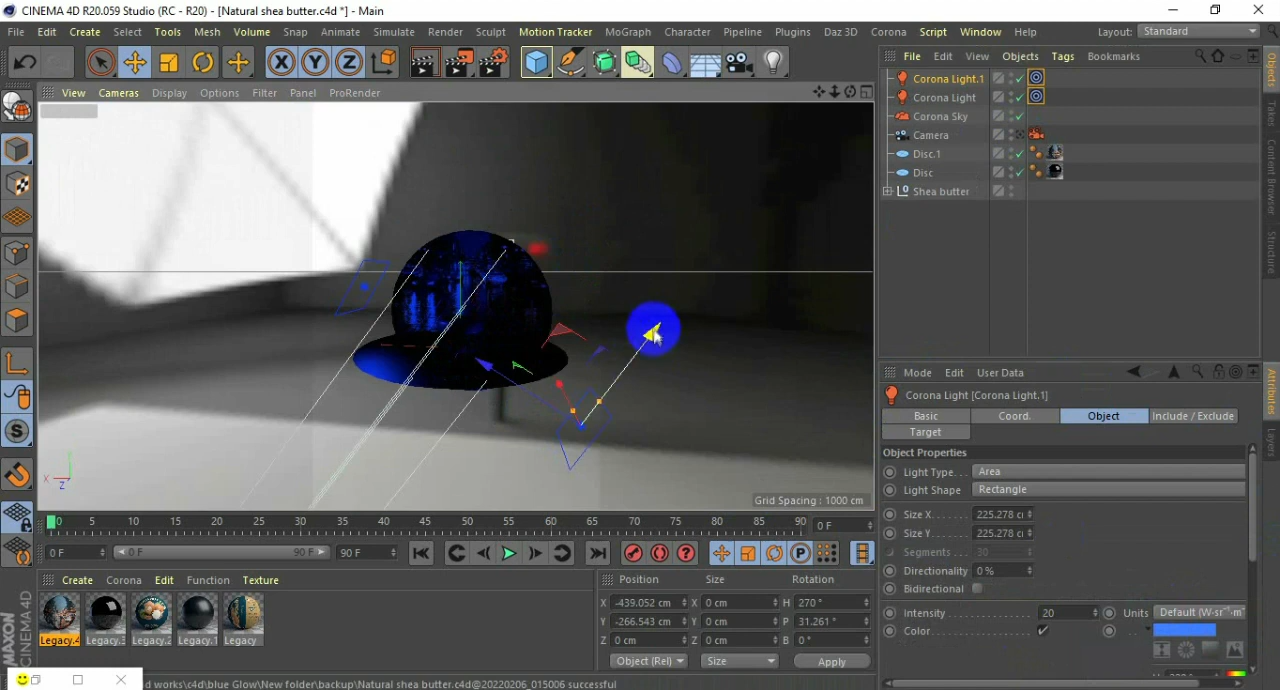 CINEMA 4D R20.059 Studio (RC - R20) - [Natural shea butter.c4d *] - Main
File Edit Create Select Tools Mesh Volume Snap Animate Simulate Render Sculpt Motion Tracker MoGraph Character Pipeline Plugins Daz 3D Corona Script Window Help Layout: Standard
X Y Z
File Edit View Objects Tags Bookmarks
View Cameras Display Options Filter Panel ProRender
Corona Light.1
Corona Light
Corona Sky
Camera
Disc.1
Disc
Shea butter
Objects
Takes
Content Browser
Structure
Attributes
Layers
Grid Spacing : 1000 cm
Mode Edit User Data
Corona Light [Corona Light.1]
Basic Coord. Object Include / Exclude
Target
Object Properties
Light Type. . . Area
Light Shape Rectangle
Size X. . . . . . . 225.278
Size Y. . . . . . . 225.278
Segments . . . 30
Directionality 0 %
Bidirectional
Intensity 20 Units Default (W·sr⁻¹·m
Color
0 5 10 15 20 25 30 35 40 45 50 55 60 65 70 75 80 85 90 0 F
0 F 0 F 90 F 90 F
Create Corona Edit Function Texture
Legacy.4 Legacy. Legacy. Legacy.1 Legacy
Position Size Rotation
X -439.052 cm X 0 cm H 270 °
Y -266.543 cm Y 0 cm P 31.261 °
Z 0 cm Z 0 cm B 0 °
Object (Rel) Size Apply
MAXON CINEMA4D
d works\c4d\blue Glow\New folder\backup\Natural shea butter.c4d@20220206_015006 successful